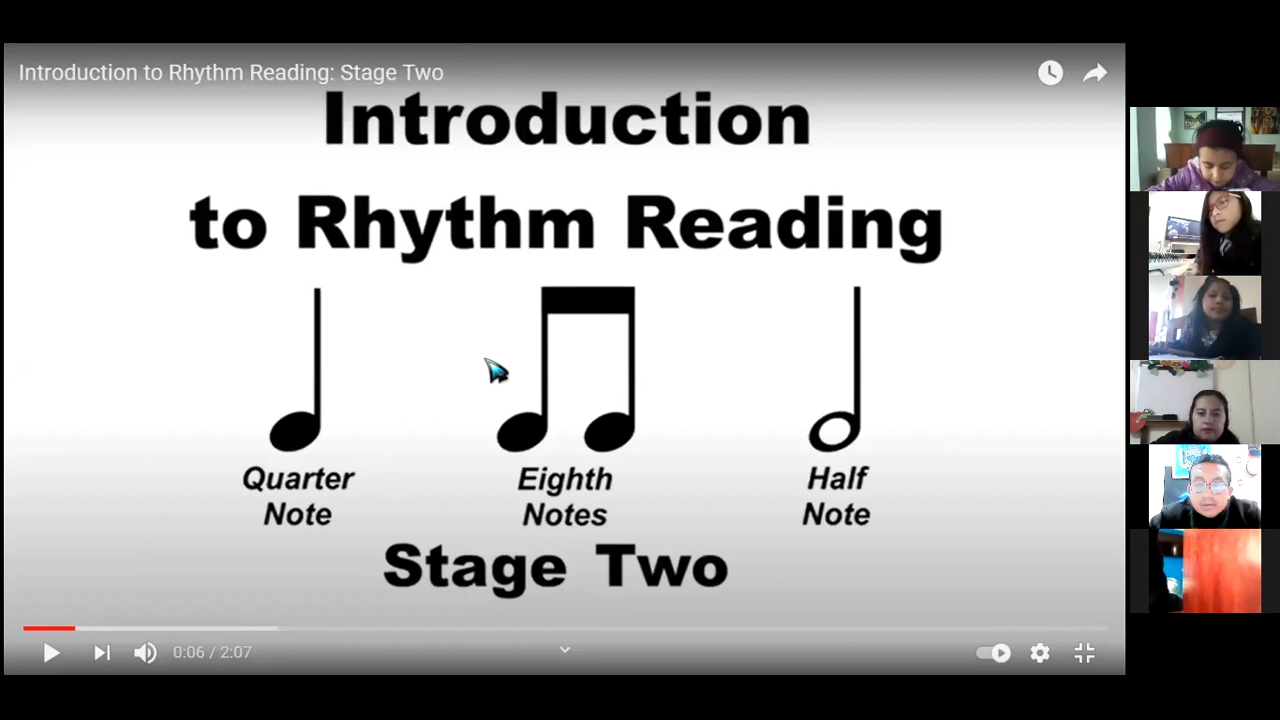 Introduction to Rhythm Reading: Stage Two
Introduction
to Rhythm Reading
Quarter
Note
Eighth
Notes
Half
Note
Stage Two
0:06 / 2:07